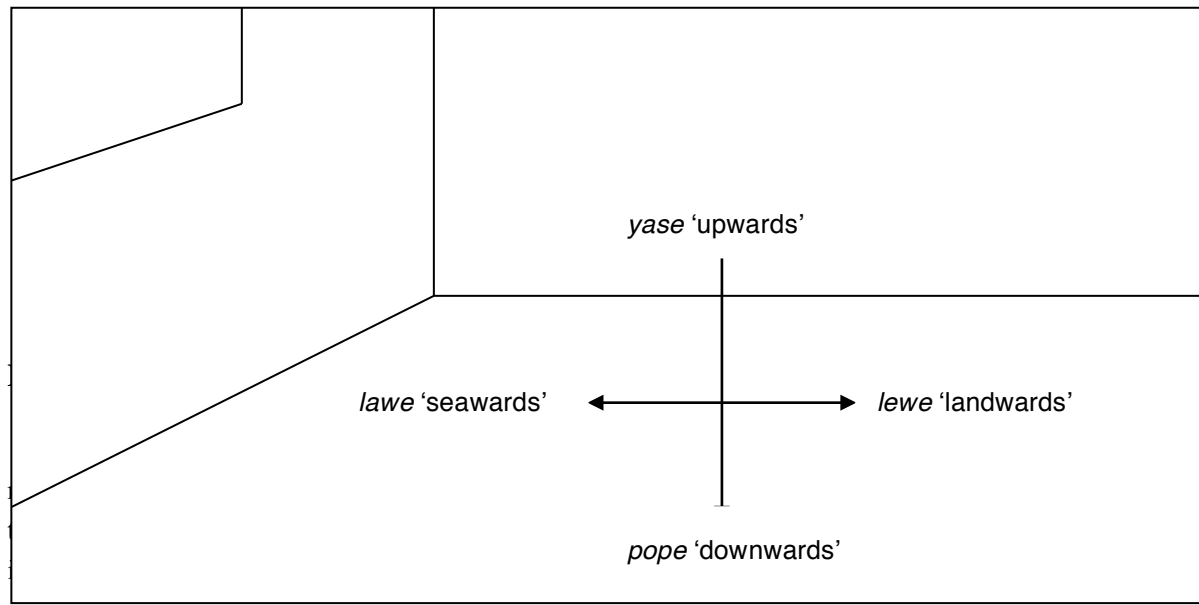 yase ‘upwards’
lawe ‘seawards’
lewe ‘landwards’
pope ‘downwards’